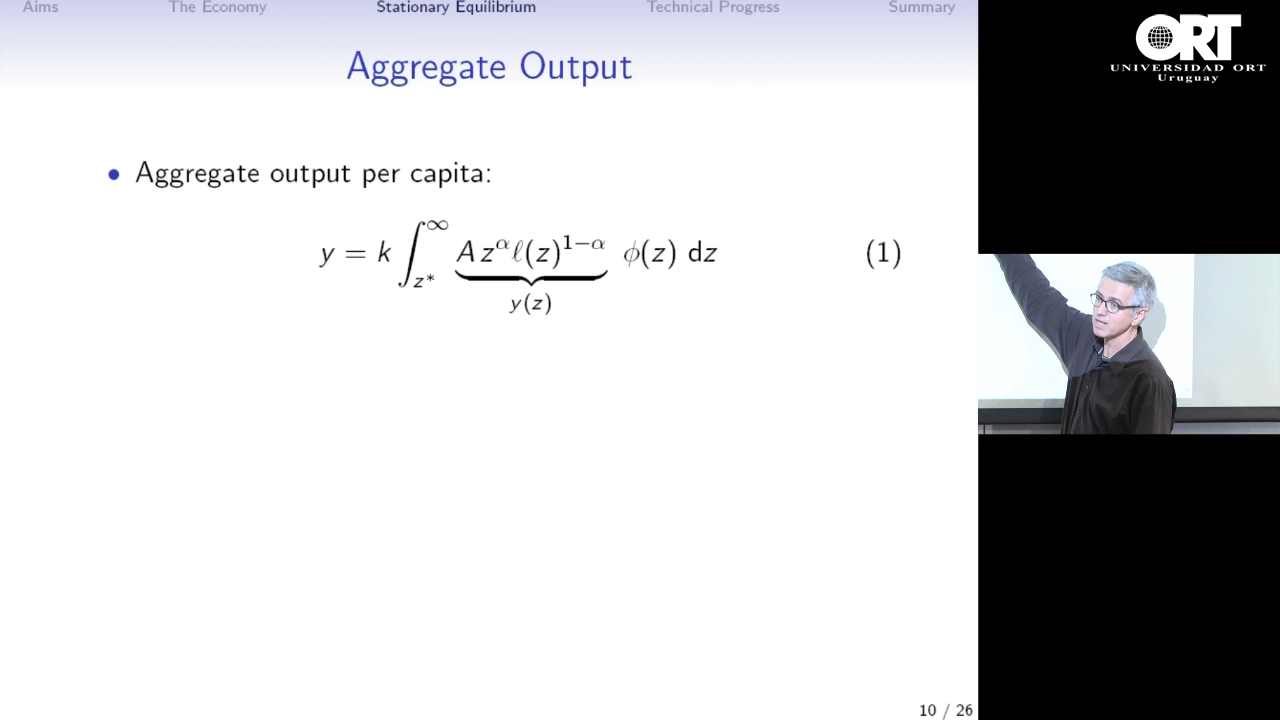 Aims The Economy Stationary Equilibrium Technical Progress Summary
Aggregate Output
• Aggregate output per capita:
y = k ∫_{z*}^{∞} A z^α ℓ(z)^{1−α} φ(z) dz (1)
y(z)
10 / 26
ORT
UNIVERSIDAD ORT
Uruguay